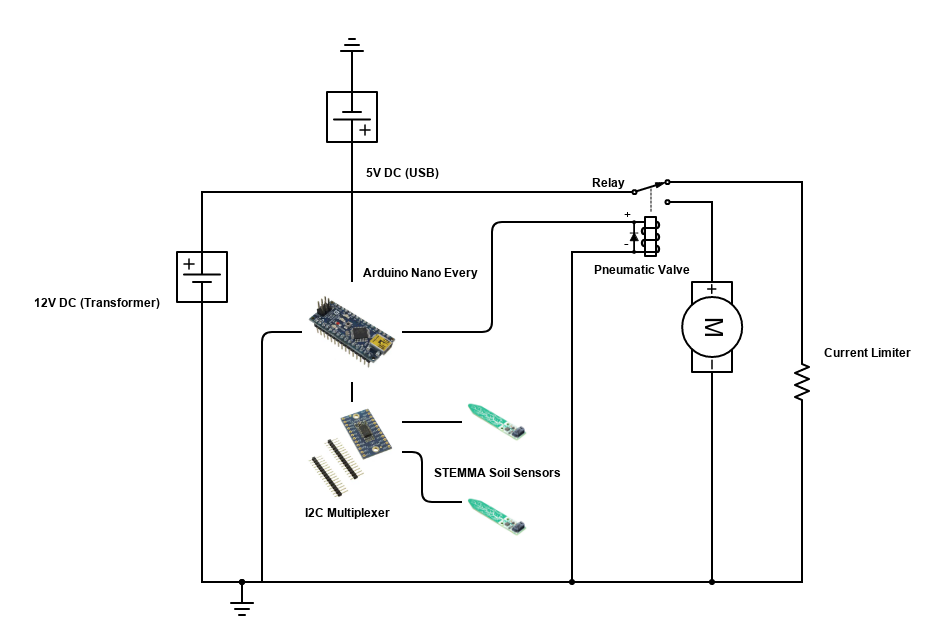 5V DC (USB)
Relay
+
-
Arduino Nano Every
Pneumatic Valve
12V DC (Transformer)
M
Current Limiter
STEMMA Soil Sensors
I2C Multiplexer